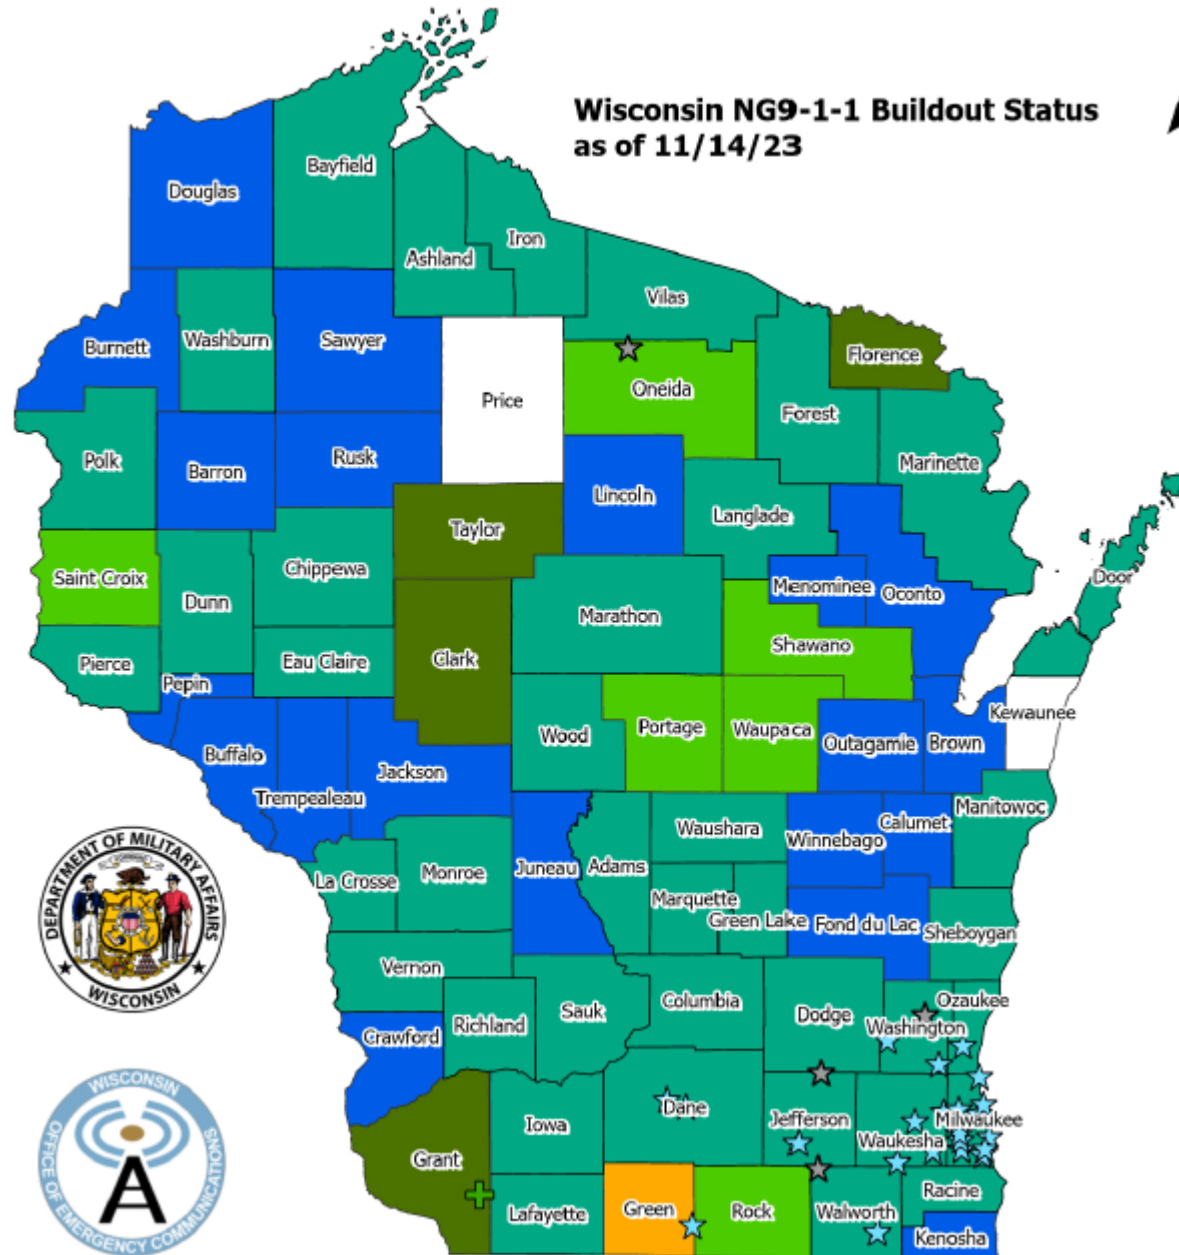 Wisconsin NG9-1-1 Buildout Status
as of 11/14/23
Bayfield
Douglas
Iron
Ashland
Vilas
Washburn
Sawyer
Burnett
Florence
Oneida
Price
Forest
Polk
Rusk
Barron
Marinette
Lincoln
Langlade
Taylor
Chippewa
Saint Croix
Door
Menominee
Oconto
Dunn
Marathon
Shawano
Clark
Eau Claire
Pierce
Pepin
Kewaunee
Portage
Waupaca
Wood
Outagamie
Brown
Buffalo
Jackson
Trempealeau
Manitowoc
Calumet
Waushara
Winnebago
Juneau
Adams
Monroe
La Crosse
Marquette
Green Lake
Fond du Lac
Sheboygan
Vernon
Columbia
Ozaukee
Sauk
Dodge
Richland
Washington
Crawford
Dane
Jefferson
Milwaukee
Iowa
Waukesha
Grant
Racine
Green
Rock
Walworth
Lafayette
Kenosha
DEPARTMENT OF MILITARY AFFAIRS
WISCONSIN
WISCONSIN
OFFICE OF EMERGENCY COMMUNICATIONS